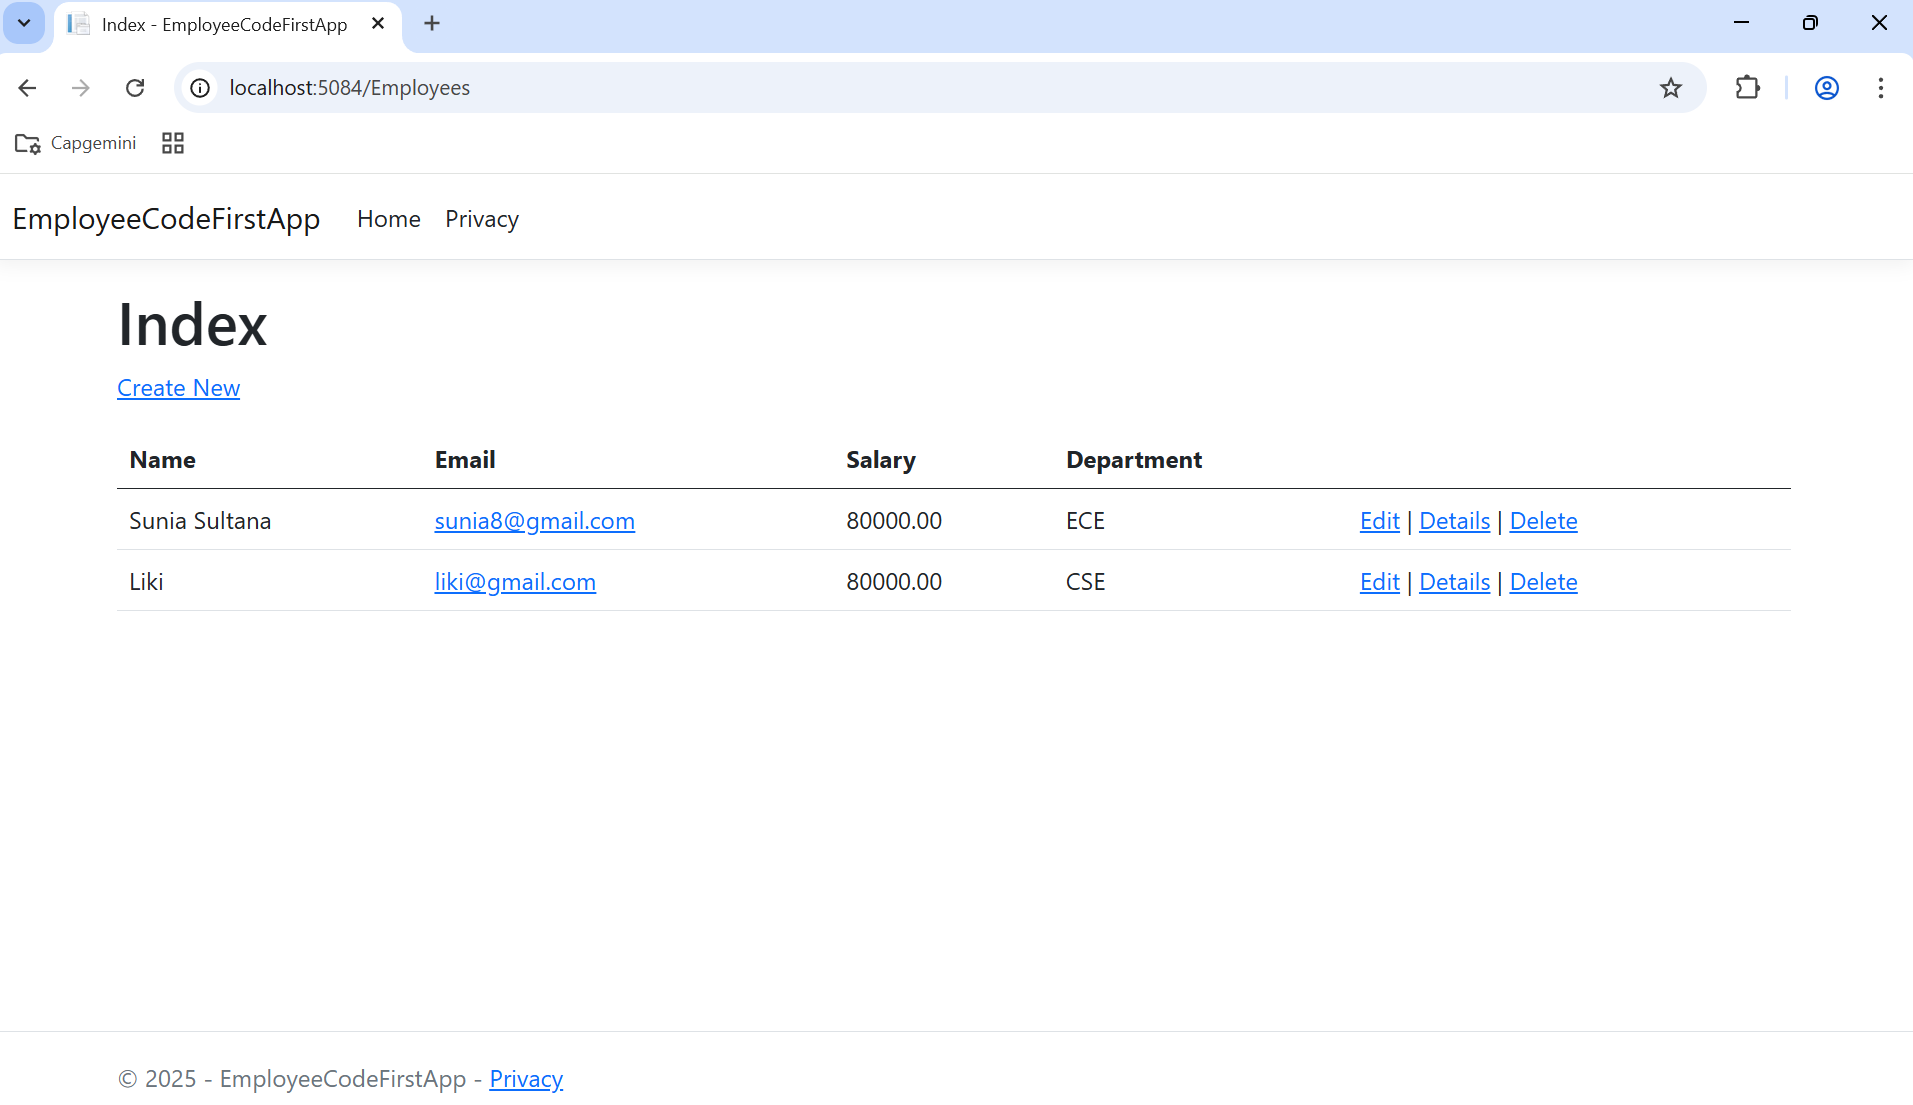 Index - EmployeeCodeFirstApp
localhost:5084/Employees
Capgemini
EmployeeCodeFirstApp Home Privacy
Index
Create New
Name Email Salary Department
Sunia Sultana sunia8@gmail.com 80000.00 ECE Edit | Details | Delete
Liki liki@gmail.com 80000.00 CSE Edit | Details | Delete
© 2025 - EmployeeCodeFirstApp - Privacy